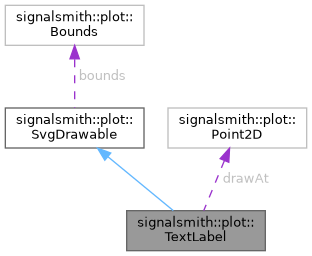 signalsmith::plot::
Bounds
bounds
signalsmith::plot::
SvgDrawable
signalsmith::plot::
Point2D
drawAt
signalsmith::plot::
TextLabel